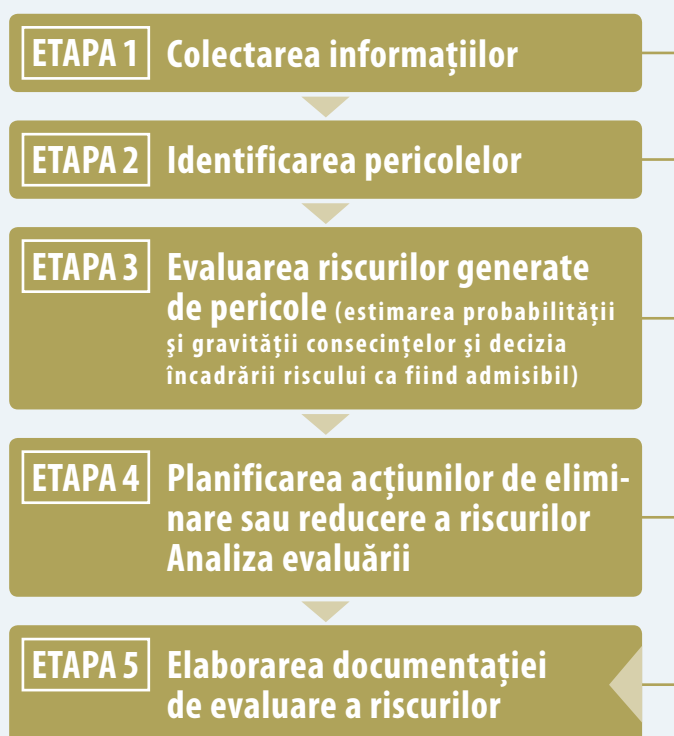 ETAPA 1 Colectarea informațiilor
ETAPA 2 Identificarea pericolelor
ETAPA 3 Evaluarea riscurilor generate
de pericole (estimarea probabilității
şi gravității consecințelor şi decizia
încadrării riscului ca fiind admisibil)
ETAPA 4 Planificarea acțiunilor de elimi-
nare sau reducere a riscurilor
Analiza evaluării
ETAPA 5 Elaborarea documentației
de evaluare a riscurilor